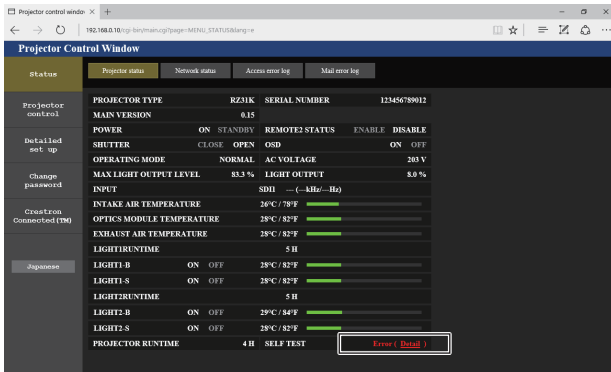 Projector control window × +
192.168.0.10/cgi-bin/main.cgi?page=MENU_STATUS&lang=e
Projector Control Window
Status
Projector control
Detailed set up
Change password
Crestron Connected(TM)
Japanese
Projector status Network status Access error log Mail error log
PROJECTOR TYPE RZ31K SERIAL NUMBER 123456789012
MAIN VERSION 0.15
POWER ON STANDBY REMOTE2 STATUS ENABLE DISABLE
SHUTTER CLOSE OPEN OSD ON OFF
OPERATING MODE NORMAL AC VOLTAGE 203 V
MAX LIGHT OUTPUT LEVEL 83.3 % LIGHT OUTPUT 8.0 %
INPUT SDI1 --- (---kHz/---Hz)
INTAKE AIR TEMPERATURE 26°C / 78°F
OPTICS MODULE TEMPERATURE 28°C / 82°F
EXHAUST AIR TEMPERATURE 28°C / 82°F
LIGHT1RUNTIME 5 H
LIGHT1-B ON OFF 28°C / 82°F
LIGHT1-S ON OFF 28°C / 82°F
LIGHT2RUNTIME 5 H
LIGHT2-B ON OFF 29°C / 84°F
LIGHT2-S ON OFF 28°C / 82°F
PROJECTOR RUNTIME 4 H SELF TEST Error ( Detail )